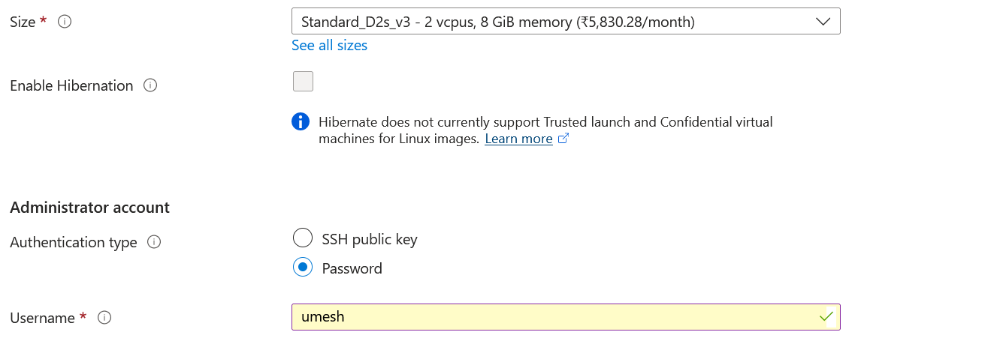 Size *
Standard_D2s_v3 - 2 vcpus, 8 GiB memory (₹5,830.28/month)
See all sizes
Enable Hibernation
Hibernate does not currently support Trusted launch and Confidential virtual
machines for Linux images. Learn more
Administrator account
Authentication type
SSH public key
Password
Username *
umesh